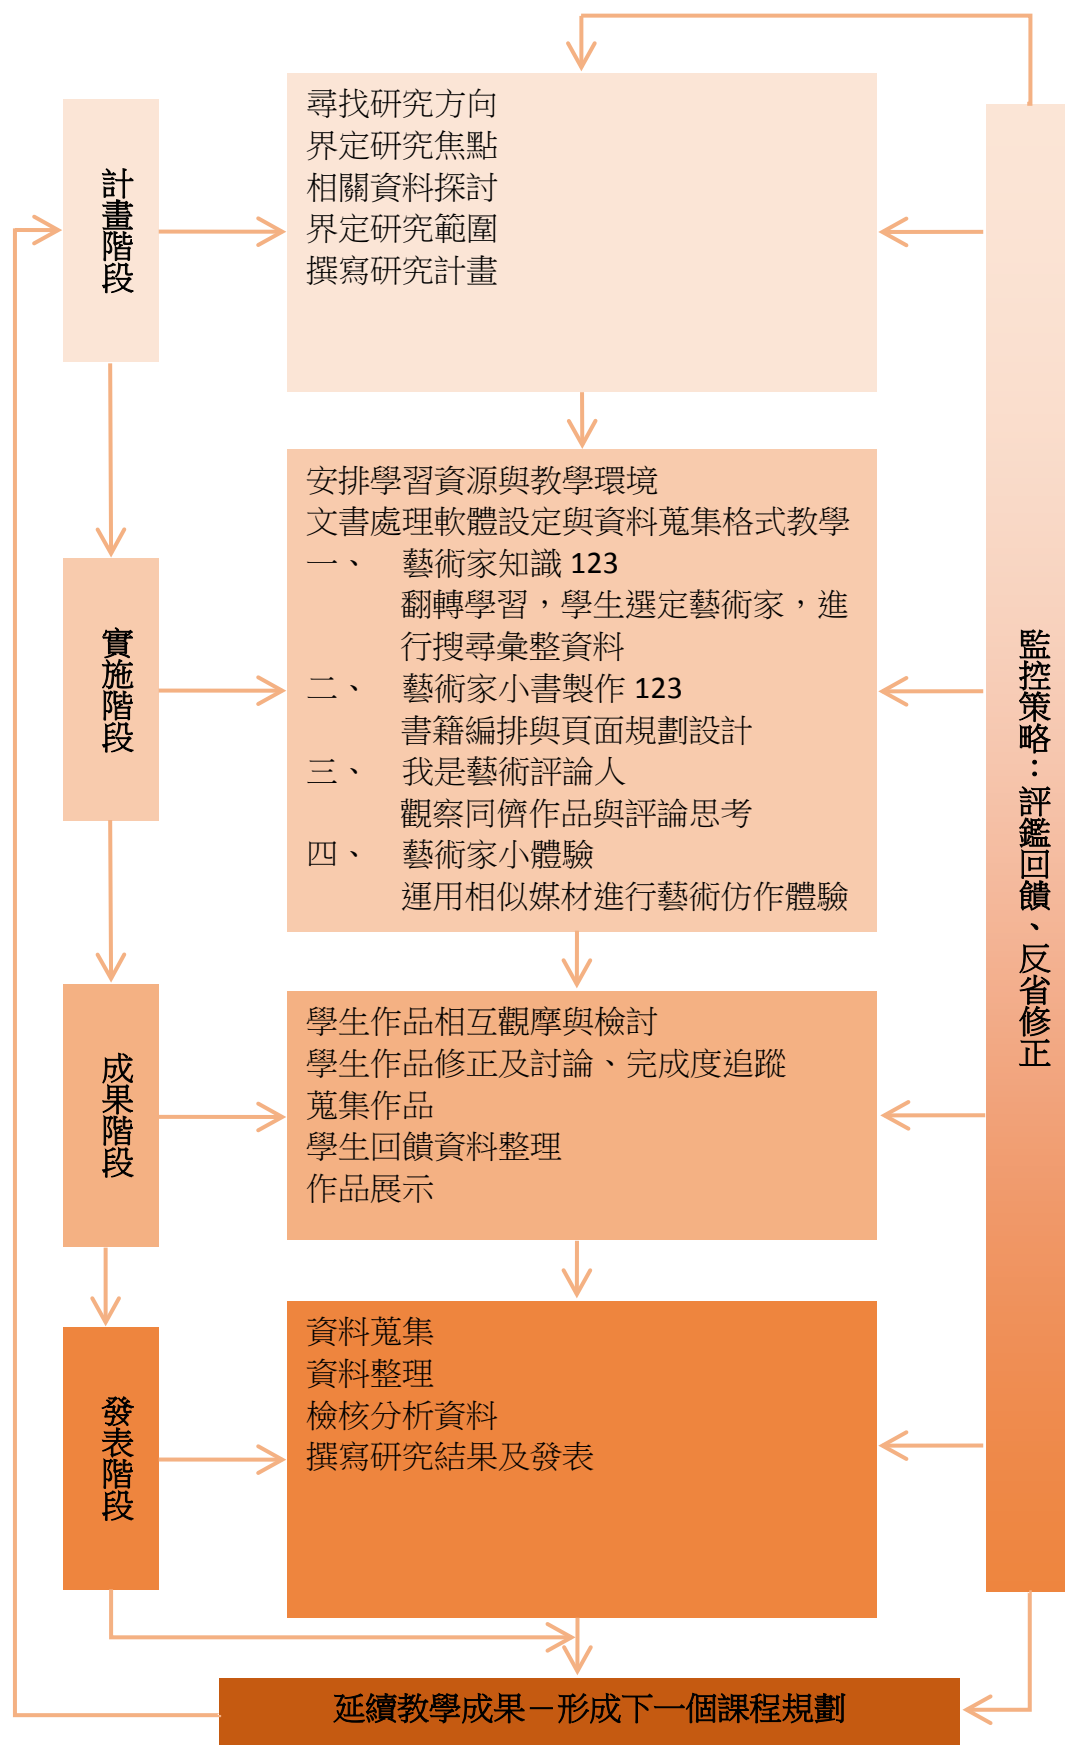 計畫階段
尋找研究方向
界定研究焦點
相關資料探討
界定研究範圍
撰寫研究計畫
實施階段
安排學習資源與教學環境
文書處理軟體設定與資料蒐集格式教學
一、 藝術家知識 123
翻轉學習，學生選定藝術家，進
行搜尋彙整資料
二、 藝術家小書製作 123
書籍編排與頁面規劃設計
三、 我是藝術評論人
觀察同儕作品與評論思考
四、 藝術家小體驗
運用相似媒材進行藝術仿作體驗
成果階段
學生作品相互觀摩與檢討
學生作品修正及討論、完成度追蹤
蒐集作品
學生回饋資料整理
作品展示
發表階段
資料蒐集
資料整理
檢核分析資料
撰寫研究結果及發表
監控策略：評鑑回饋、反省修正
延續教學成果－形成下一個課程規劃